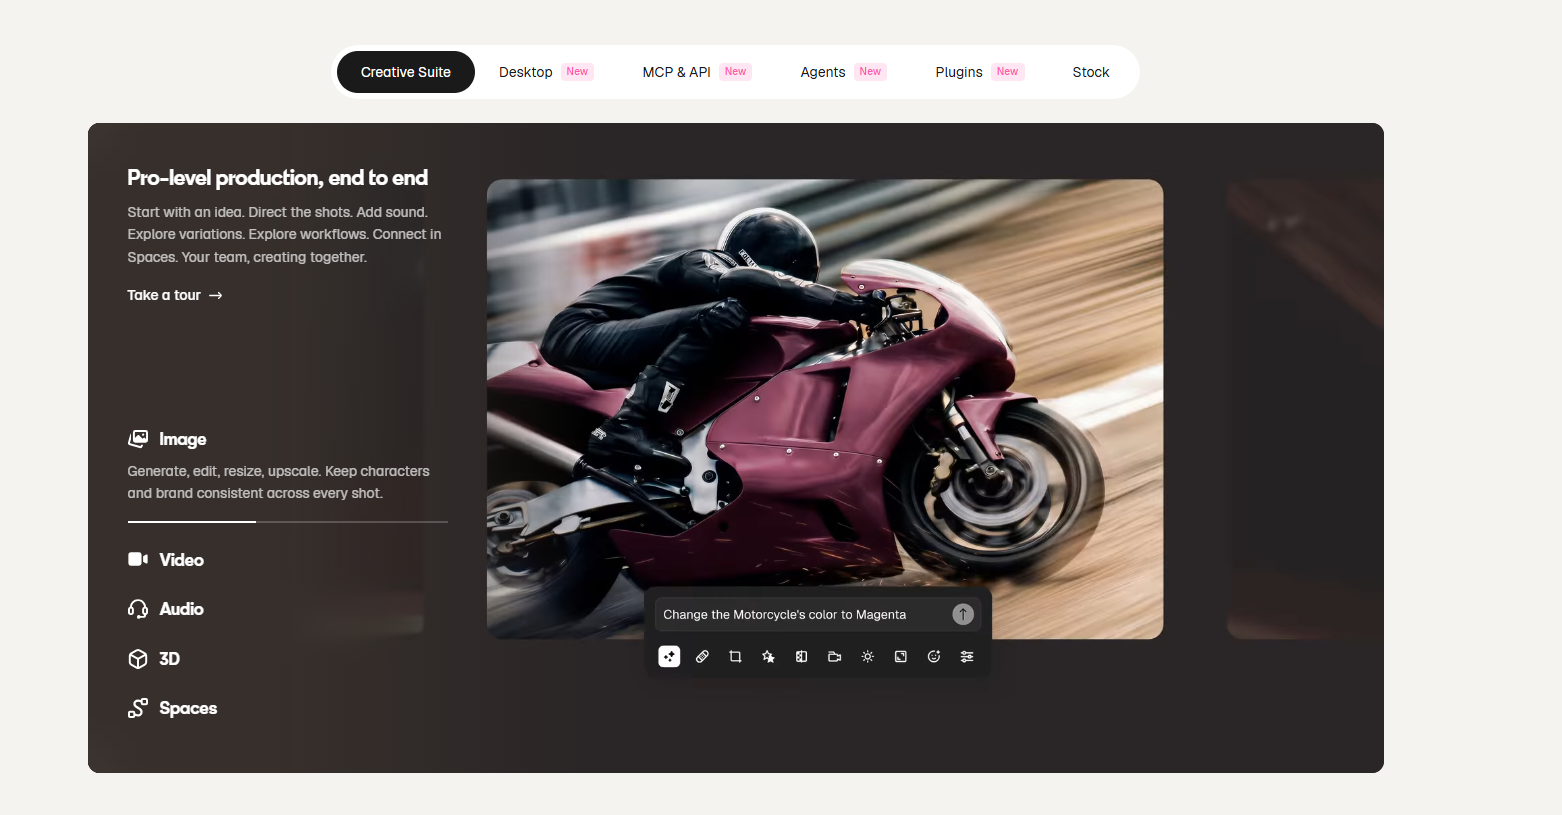 Creative Suite
Desktop New
MCP & API New
Agents New
Plugins New
Stock
Pro-level production, end to end
Start with an idea. Direct the shots. Add sound.
Explore variations. Explore workflows. Connect in
Spaces. Your team, creating together.
Take a tour →
Image
Generate, edit, resize, upscale. Keep characters
and brand consistent across every shot.
Video
Audio
3D
Spaces
Change the Motorcycle's color to Magenta